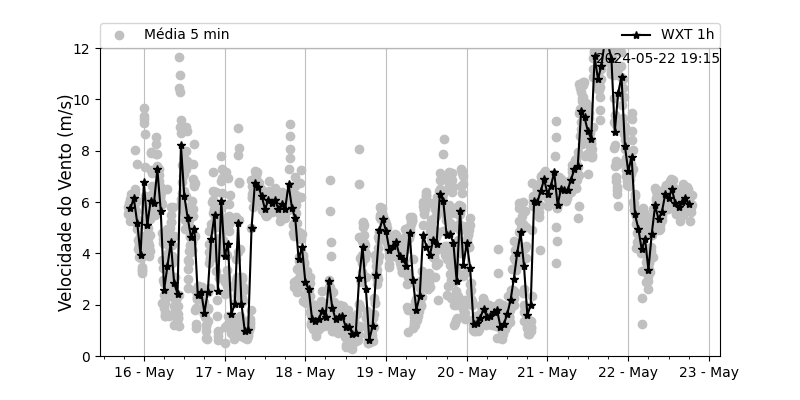 Média 5 min
WXT 1h
2024-05-22 19:15
Velocidade do Vento (m/s)
12
10
8
6
4
2
0
16 - May
17 - May
18 - May
19 - May
20 - May
21 - May
22 - May
23 - May